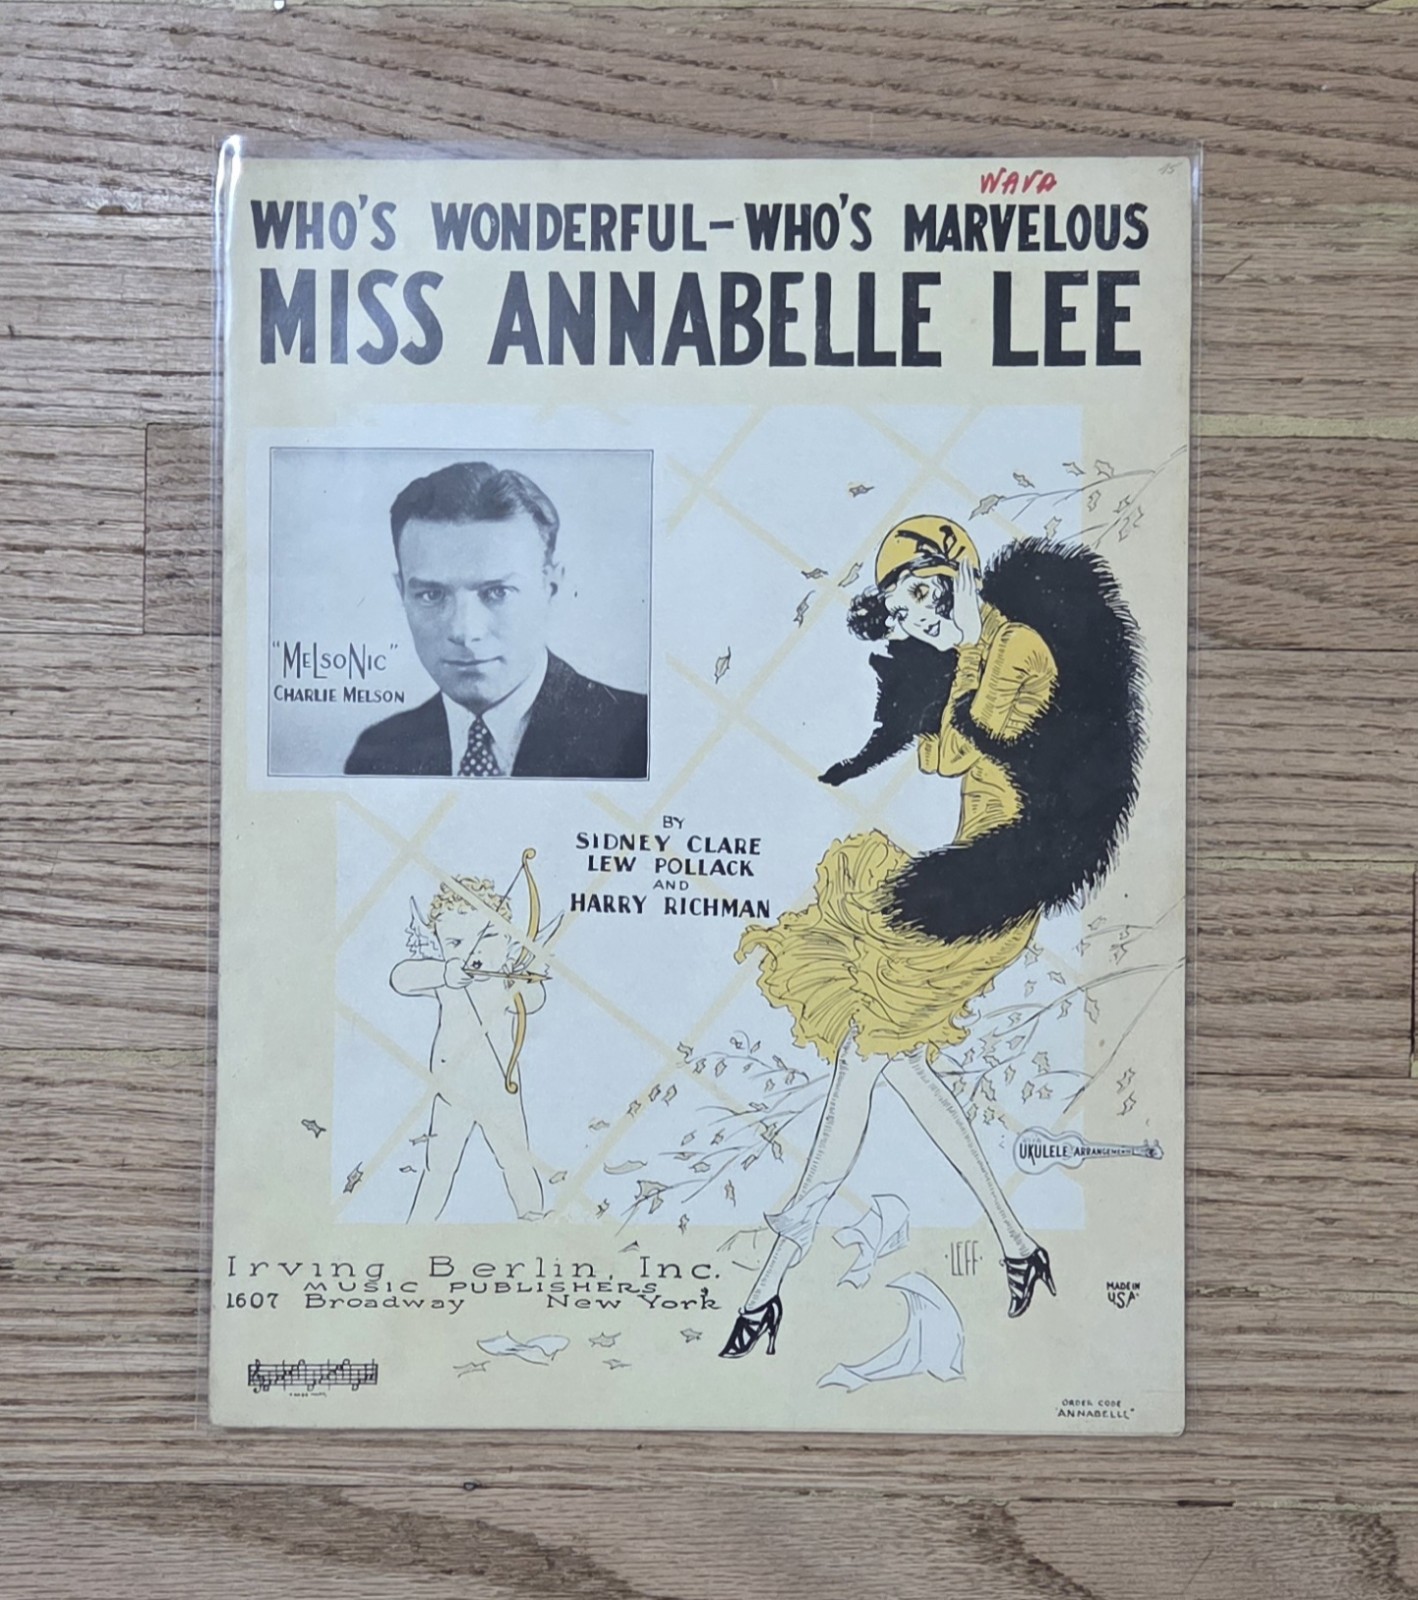 WAVA
15
WHO'S WONDERFUL-WHO'S MARVELOUS
MISS ANNABELLE LEE
"MELSONIC"
CHARLIE MELSON
BY
SIDNEY CLARE
LEW POLLACK
AND
HARRY RICHMAN
UKULELE ARRANGEMENT
Irving Berlin, Inc.
MUSIC PUBLISHERS
1607 Broadway New York
·LEFF·
MADE IN
U.S.A.
ORDER CODE
"ANNABELLE"